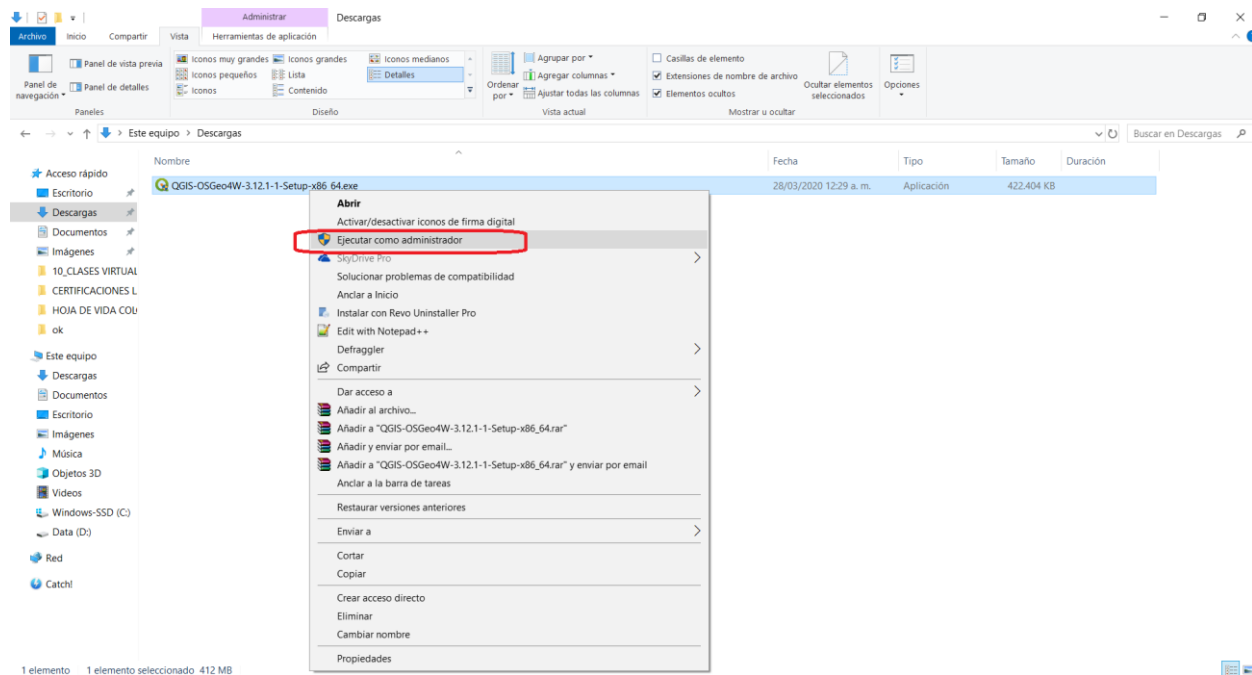 Administrar
Descargas
Archivo Inicio Compartir Vista Herramientas de aplicación
Panel de navegación
Panel de vista previa
Panel de detalles
Paneles
Iconos muy grandes Iconos grandes Iconos medianos
Iconos pequeños Lista Detalles
Iconos Contenido
Diseño
Ordenar por
Agrupar por
Agregar columnas
Ajustar todas las columnas
Vista actual
Casillas de elemento
Extensiones de nombre de archivo
Elementos ocultos
Ocultar elementos seleccionados
Mostrar u ocultar
Opciones
Este equipo > Descargas
Buscar en Descargas
Nombre Fecha Tipo Tamaño Duración
QGIS-OSGeo4W-3.12.1-1-Setup-x86_64.exe 28/03/2020 12:29 a. m. Aplicación 422.404 KB
Acceso rápido
Escritorio
Descargas
Documentos
Imágenes
10_CLASES VIRTUAL
CERTIFICACIONES L
HOJA DE VIDA COL
ok
Este equipo
Descargas
Documentos
Escritorio
Imágenes
Música
Objetos 3D
Videos
Windows-SSD (C:)
Data (D:)
Red
Catch!
Abrir
Activar/desactivar iconos de firma digital
Ejecutar como administrador
SkyDrive Pro
Solucionar problemas de compatibilidad
Anclar a Inicio
Instalar con Revo Uninstaller Pro
Edit with Notepad++
Defraggler
Compartir
Dar acceso a
Añadir al archivo...
Añadir a "QGIS-OSGeo4W-3.12.1-1-Setup-x86_64.rar"
Añadir y enviar por email...
Añadir a "QGIS-OSGeo4W-3.12.1-1-Setup-x86_64.rar" y enviar por email
Anclar a la barra de tareas
Restaurar versiones anteriores
Enviar a
Cortar
Copiar
Crear acceso directo
Eliminar
Cambiar nombre
Propiedades
1 elemento 1 elemento seleccionado 412 MB